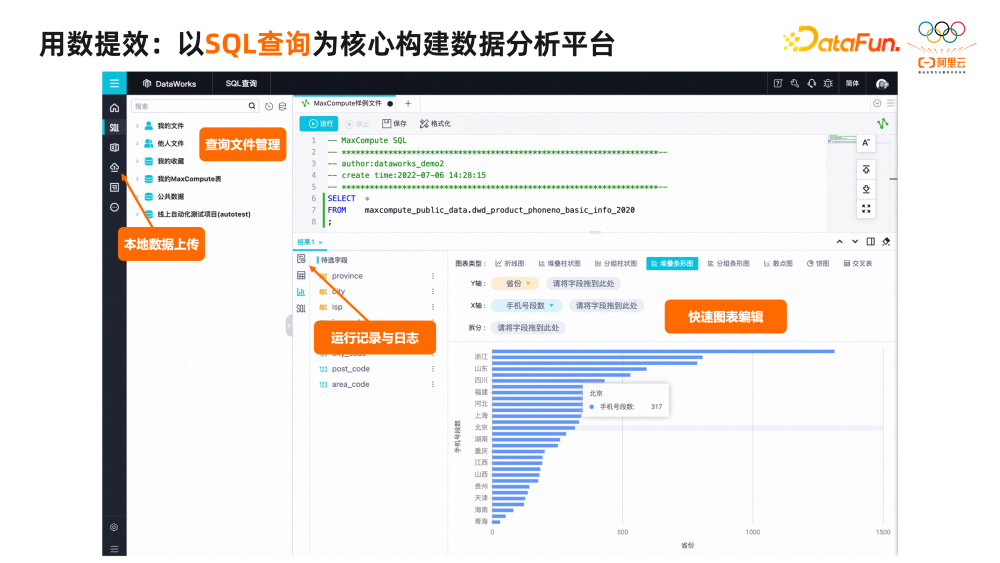 用数提效：以SQL查询为核心构建数据分析平台
DataFun.
阿里云
DataWorks
SQL查询
简体
搜索
我的文件
他人文件
我的收藏
我的MaxCompute表
公共数据
线上自动化测试项目(autotest)
查询文件管理
本地数据上传
MaxCompute样例文件
运行
停止
保存
格式化
1 -- MaxCompute SQL
2 -- ******************************************************************--
3 -- author:dataworks_demo2
4 -- create time:2022-07-06 14:28:15
5 -- ******************************************************************--
6 SELECT *
7 FROM maxcompute_public_data.dwd_product_phoneno_basic_info_2020
8 ;
结果1 ×
待选字段
ABC province
ABC city
ABC isp
123 post_code
123 area_code
运行记录与日志
图表类型：
折线图
堆叠柱状图
分组柱状图
堆叠条形图
分组条形图
散点图
饼图
交叉表
Y轴：
省份
请将字段拖到此处
X轴：
手机号段数
请将字段拖到此处
拆分：
请将字段拖到此处
快速图表编辑
手机号段数
浙江
山东
四川
福建
河北
上海
北京
湖南
重庆
江西
山西
贵州
天津
海南
青海
北京
手机号段数: 317
0 500 1000 1500
省份